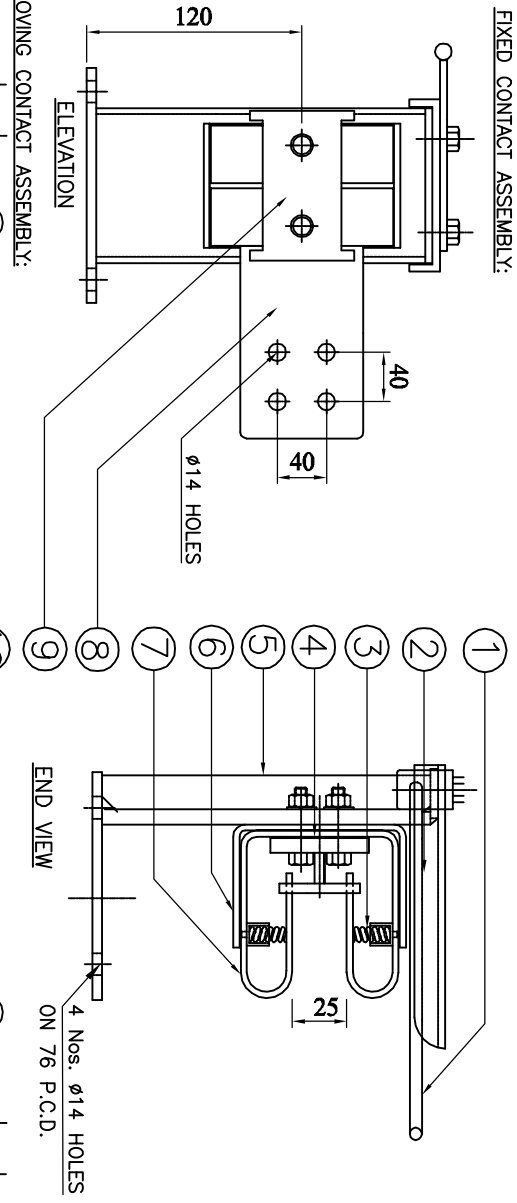 FIXED CONTACT ASSEMBLY:
120
ELEVATION
40
40
ø14 HOLES
1
2
3
4
5
6
7
8
9
25
END VIEW
4 Nos. ø14 HOLES
ON 76 P.C.D.
OVING CONTACT ASSEMBLY: